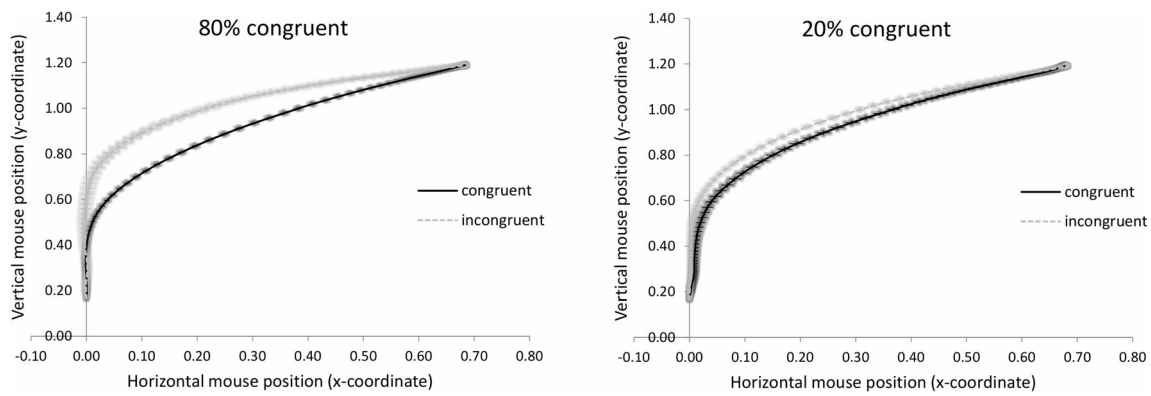 80% congruent
Vertical mouse position (y-coordinate)
1.40
1.20
1.00
0.80
0.60
0.40
0.20
0.00
-0.10 0.00 0.10 0.20 0.30 0.40 0.50 0.60 0.70 0.80
Horizontal mouse position (x-coordinate)
congruent
incongruent
20% congruent
Vertical mouse position (y-coordinate)
1.40
1.20
1.00
0.80
0.60
0.40
0.20
0.00
-0.10 0.00 0.10 0.20 0.30 0.40 0.50 0.60 0.70 0.80
Horizontal mouse position (x-coordinate)
congruent
incongruent